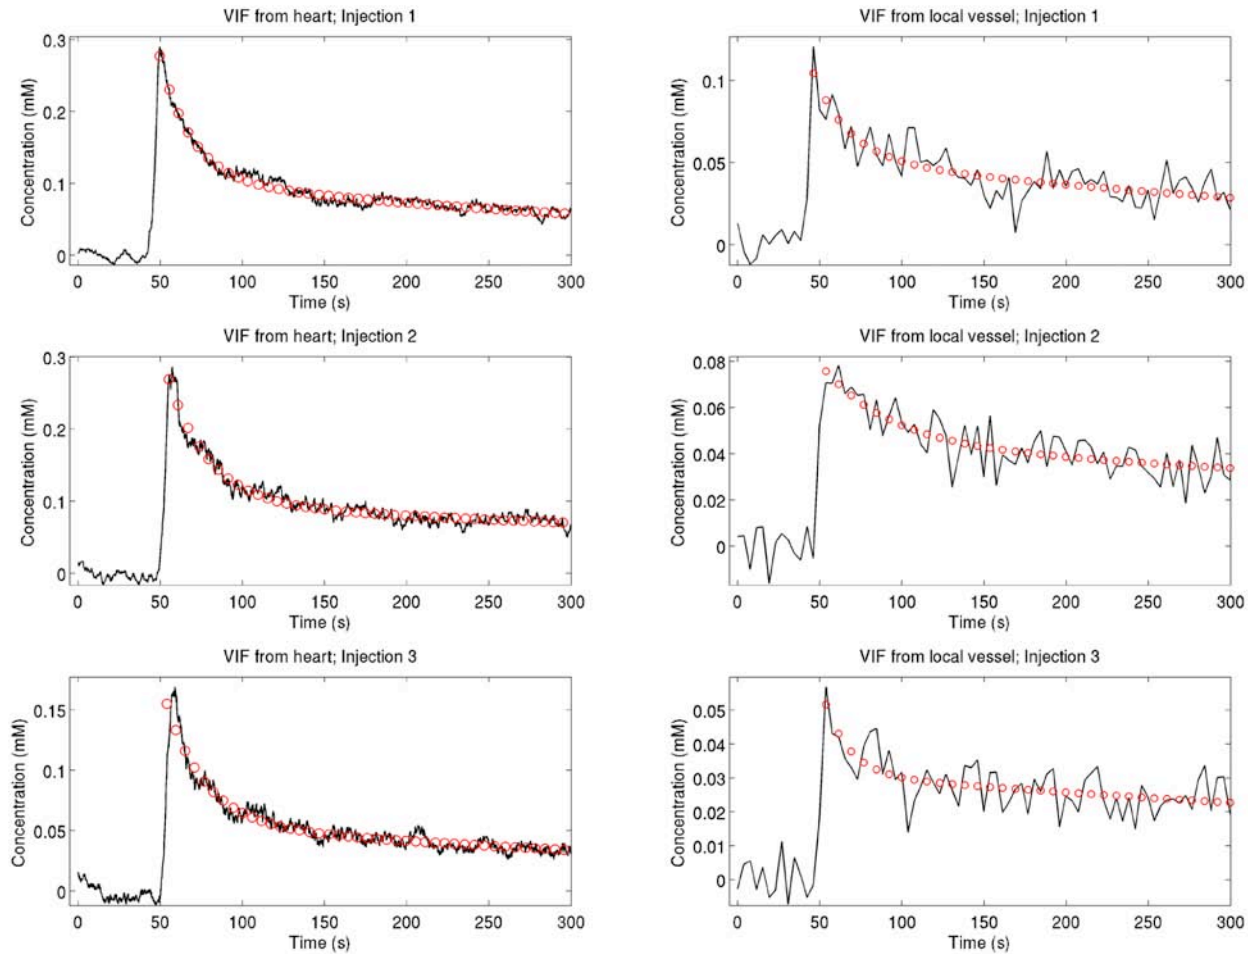 VIF from heart; Injection 1
Concentration (mM)
0.3
0.2
0.1
0
0 50 100 150 200 250 300
Time (s)
VIF from local vessel; Injection 1
Concentration (mM)
0.1
0.05
0
0 50 100 150 200 250 300
Time (s)
VIF from heart; Injection 2
Concentration (mM)
0.3
0.2
0.1
0
0 50 100 150 200 250 300
Time (s)
VIF from local vessel; Injection 2
Concentration (mM)
0.08
0.06
0.04
0.02
0
0 50 100 150 200 250 300
Time (s)
VIF from heart; Injection 3
Concentration (mM)
0.15
0.1
0.05
0
0 50 100 150 200 250 300
Time (s)
VIF from local vessel; Injection 3
Concentration (mM)
0.05
0.04
0.03
0.02
0.01
0
0 50 100 150 200 250 300
Time (s)